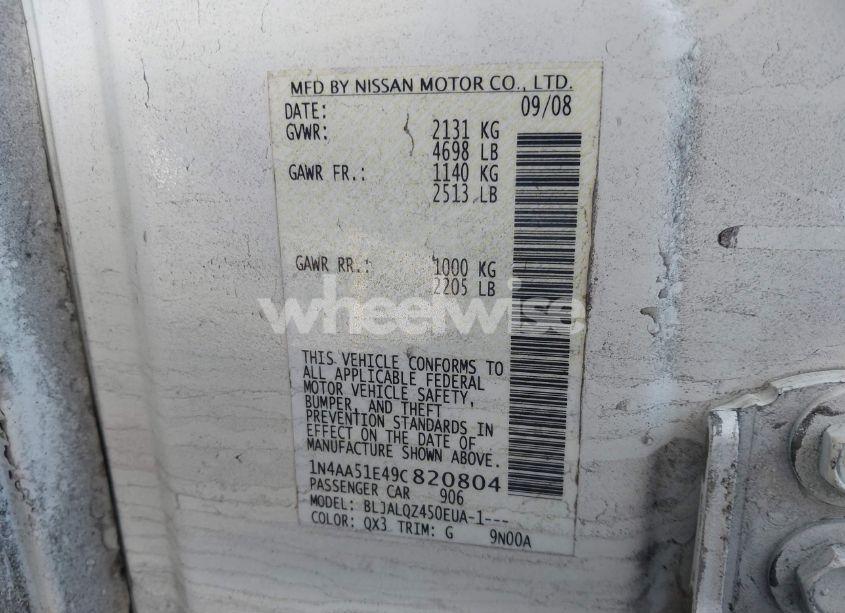 MFD BY NISSAN MOTOR CO., LTD.
DATE: 09/08
GVWR: 2131 KG
4698 LB
GAWR FR.: 1140 KG
2513 LB
GAWR RR.: 1000 KG
2205 LB
wheelwise
THIS VEHICLE CONFORMS TO
ALL APPLICABLE FEDERAL
MOTOR VEHICLE SAFETY,
BUMPER, AND THEFT
PREVENTION STANDARDS IN
EFFECT ON THE DATE OF
MANUFACTURE SHOWN ABOVE.
1N4AA51E49C820804
PASSENGER CAR 906
MODEL: BLJALQZ450EUA-1---
COLOR: QX3 TRIM: G 9N00A